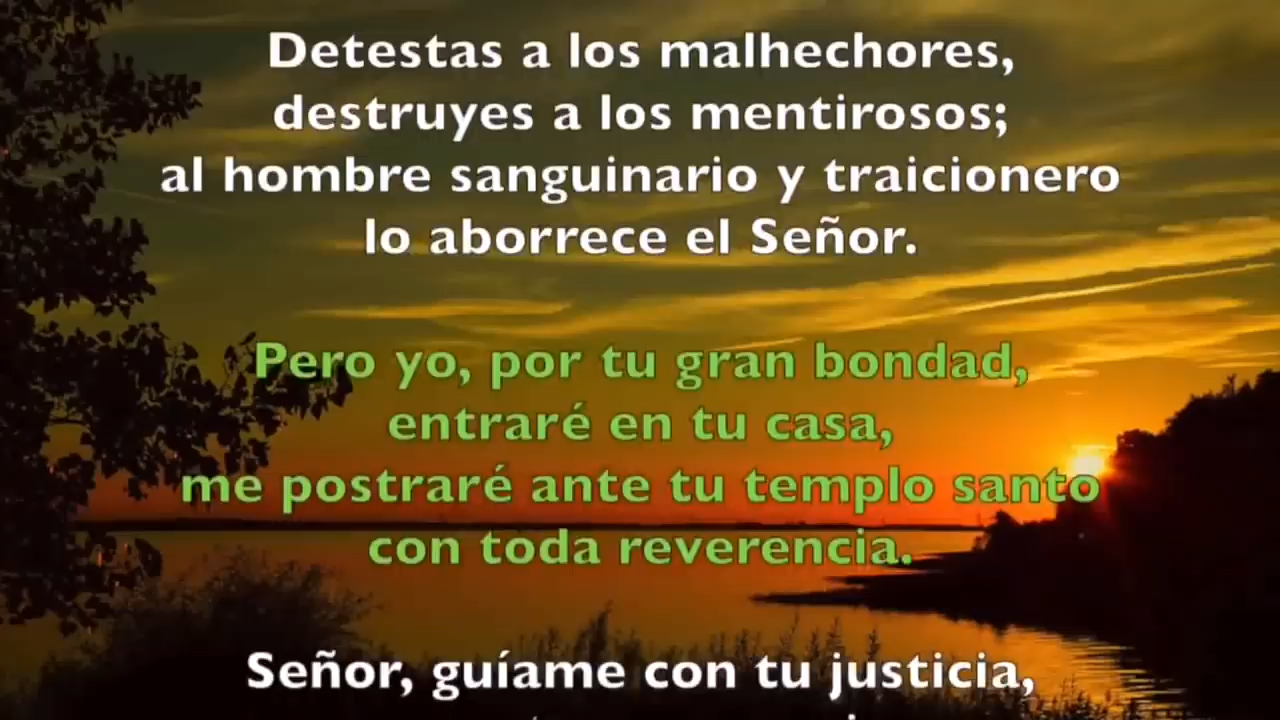 Detestas a los malhechores,
destruyes a los mentirosos;
al hombre sanguinario y traicionero
lo aborrece el Señor.
Pero yo, por tu gran bondad,
entraré en tu casa,
me postraré ante tu templo santo
con toda reverencia.
Señor, guíame con tu justicia,